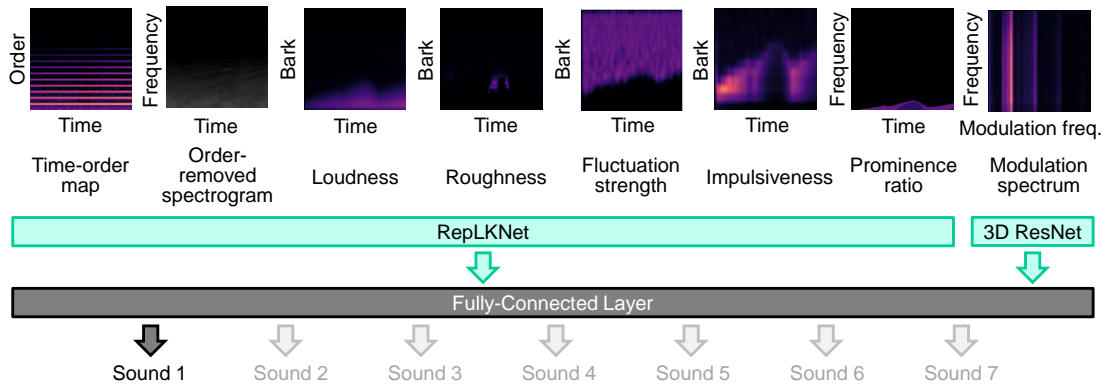 Order
Frequency
Bark
Bark
Bark
Bark
Frequency
Frequency
Time
Time
Time
Time
Time
Time
Time
Modulation freq.
Time-order
map
Order-
removed
spectrogram
Loudness
Roughness
Fluctuation
strength
Impulsiveness
Prominence
ratio
Modulation
spectrum
RepLKNet
3D ResNet
Fully-Connected Layer
Sound 1
Sound 2
Sound 3
Sound 4
Sound 5
Sound 6
Sound 7